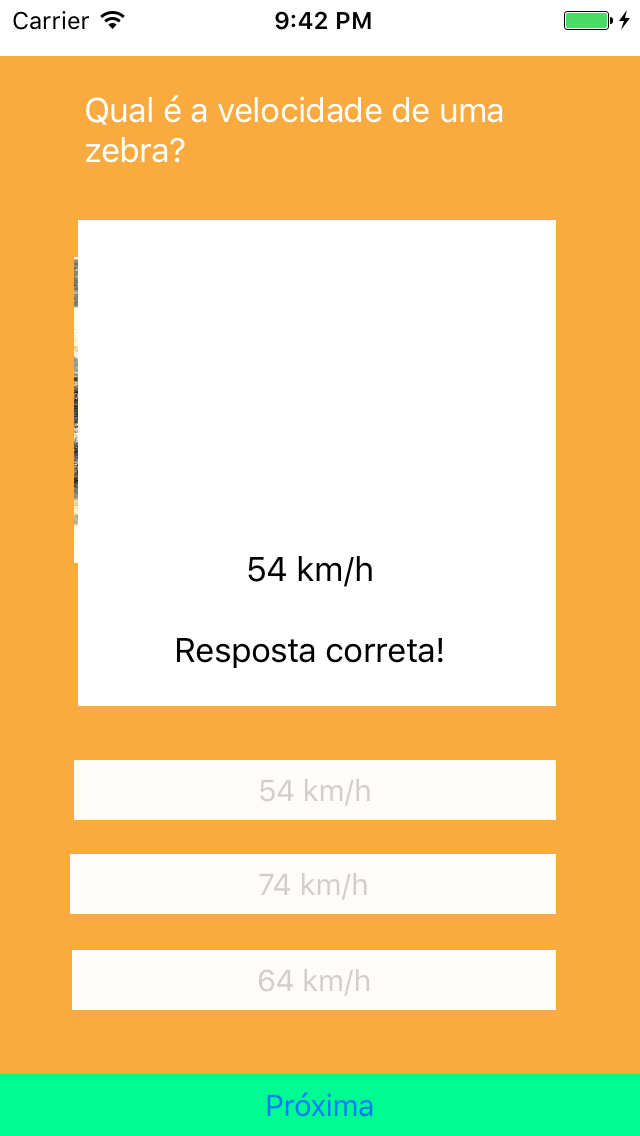 Carrier 9:42 PM
Qual é a velocidade de uma
zebra?
54 km/h
Resposta correta!
54 km/h
74 km/h
64 km/h
Próxima